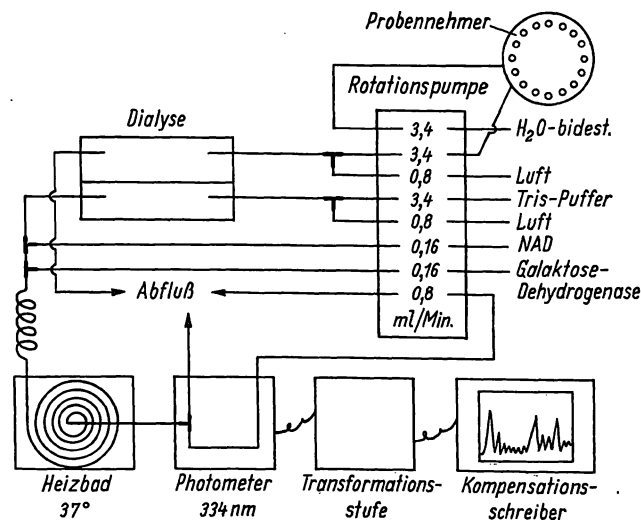 Probennehmer
Rotationspumpe
Dialyse
3,4
H₂O-bidest.
3,4
0,8
Luft
3,4
Tris-Puffer
0,8
Luft
0,16
NAD
0,16
Galaktose-
Dehydrogenase
Abfluß
0,8
ml/Min.
Heizbad
37°
Photometer
334nm
Transformations-
stufe
Kompensations-
schreiber